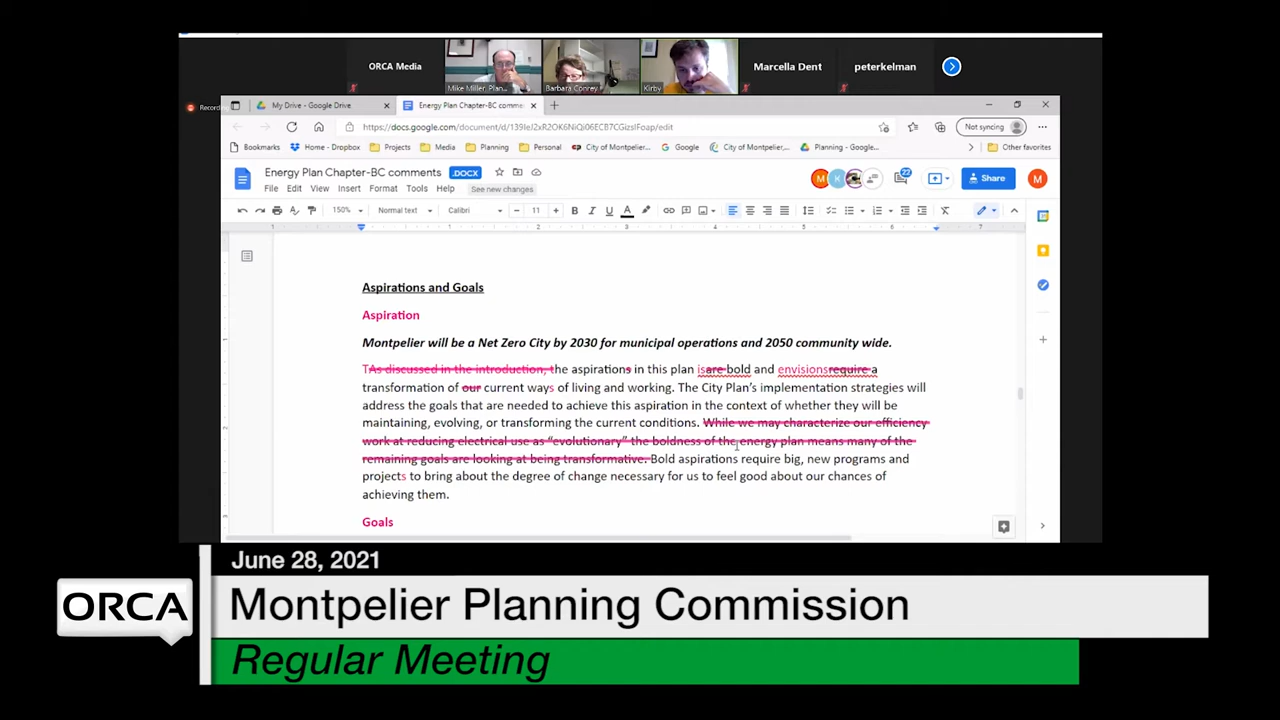 ORCA Media
Mike Miller, Plan...
Barbara Conrey,
Kirby
Marcella Dent
peterkelman
My Drive - Google Drive
Energy Plan Chapter-BC comme
Not syncing
Bookmarks
Home - Dropbox
Projects
Media
Planning
Personal
City of Montpelier...
Google
City of Montpelier,...
Planning - Google...
Other favorites
Energy Plan Chapter-BC comments
.DOCX
22
Share
M
File Edit View Insert Format Tools Help See new changes
150% Normal text Calibri 11 B I U A
Aspirations and Goals
Aspiration
Montpelier will be a Net Zero City by 2030 for municipal operations and 2050 community wide.
TAs discussed in the introduction, the aspirations in this plan isare bold and envisionsrequire a
transformation of our current ways of living and working. The City Plan's implementation strategies will
address the goals that are needed to achieve this aspiration in the context of whether they will be
maintaining, evolving, or transforming the current conditions. While we may characterize our efficiency
work at reducing electrical use as “evolutionary” the boldness of the energy plan means many of the
remaining goals are looking at being transformative. Bold aspirations require big, new programs and
projects to bring about the degree of change necessary for us to feel good about our chances of
achieving them.
Goals
June 28, 2021
ORCA
Montpelier Planning Commission
Regular Meeting